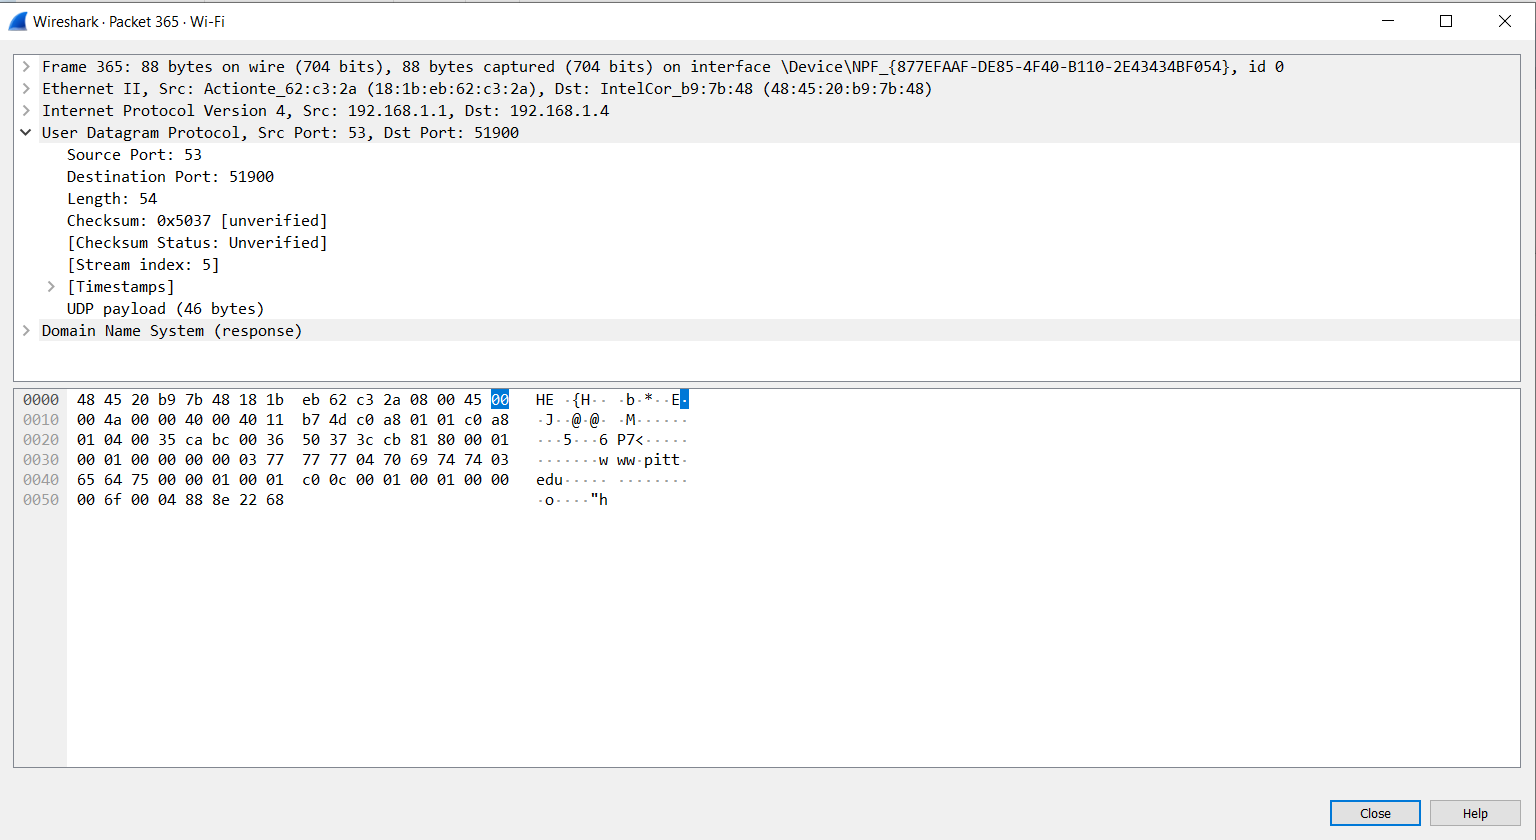 Wireshark · Packet 365 · Wi-Fi
Frame 365: 88 bytes on wire (704 bits), 88 bytes captured (704 bits) on interface \Device\NPF_{877EFAAF-DE85-4F40-B110-2E43434BF054}, id 0
Ethernet II, Src: Actionte_62:c3:2a (18:1b:eb:62:c3:2a), Dst: IntelCor_b9:7b:48 (48:45:20:b9:7b:48)
Internet Protocol Version 4, Src: 192.168.1.1, Dst: 192.168.1.4
User Datagram Protocol, Src Port: 53, Dst Port: 51900
Source Port: 53
Destination Port: 51900
Length: 54
Checksum: 0x5037 [unverified]
[Checksum Status: Unverified]
[Stream index: 5]
[Timestamps]
UDP payload (46 bytes)
Domain Name System (response)
0000 48 45 20 b9 7b 48 18 1b eb 62 c3 2a 08 00 45 00 HE ·{H·· ·b·*··E·
0010 00 4a 00 00 40 00 40 11 b7 4d c0 a8 01 01 c0 a8 ·J··@·@· ·M······
0020 01 04 00 35 ca bc 00 36 50 37 3c cb 81 80 00 01 ···5···6 P7<·····
0030 00 01 00 00 00 00 03 77 77 77 04 70 69 74 74 03 ·······w ww·pitt·
0040 65 64 75 00 00 01 00 01 c0 0c 00 01 00 01 00 00 edu····· ········
0050 00 6f 00 04 88 8e 22 68 ·o····"h
Close Help